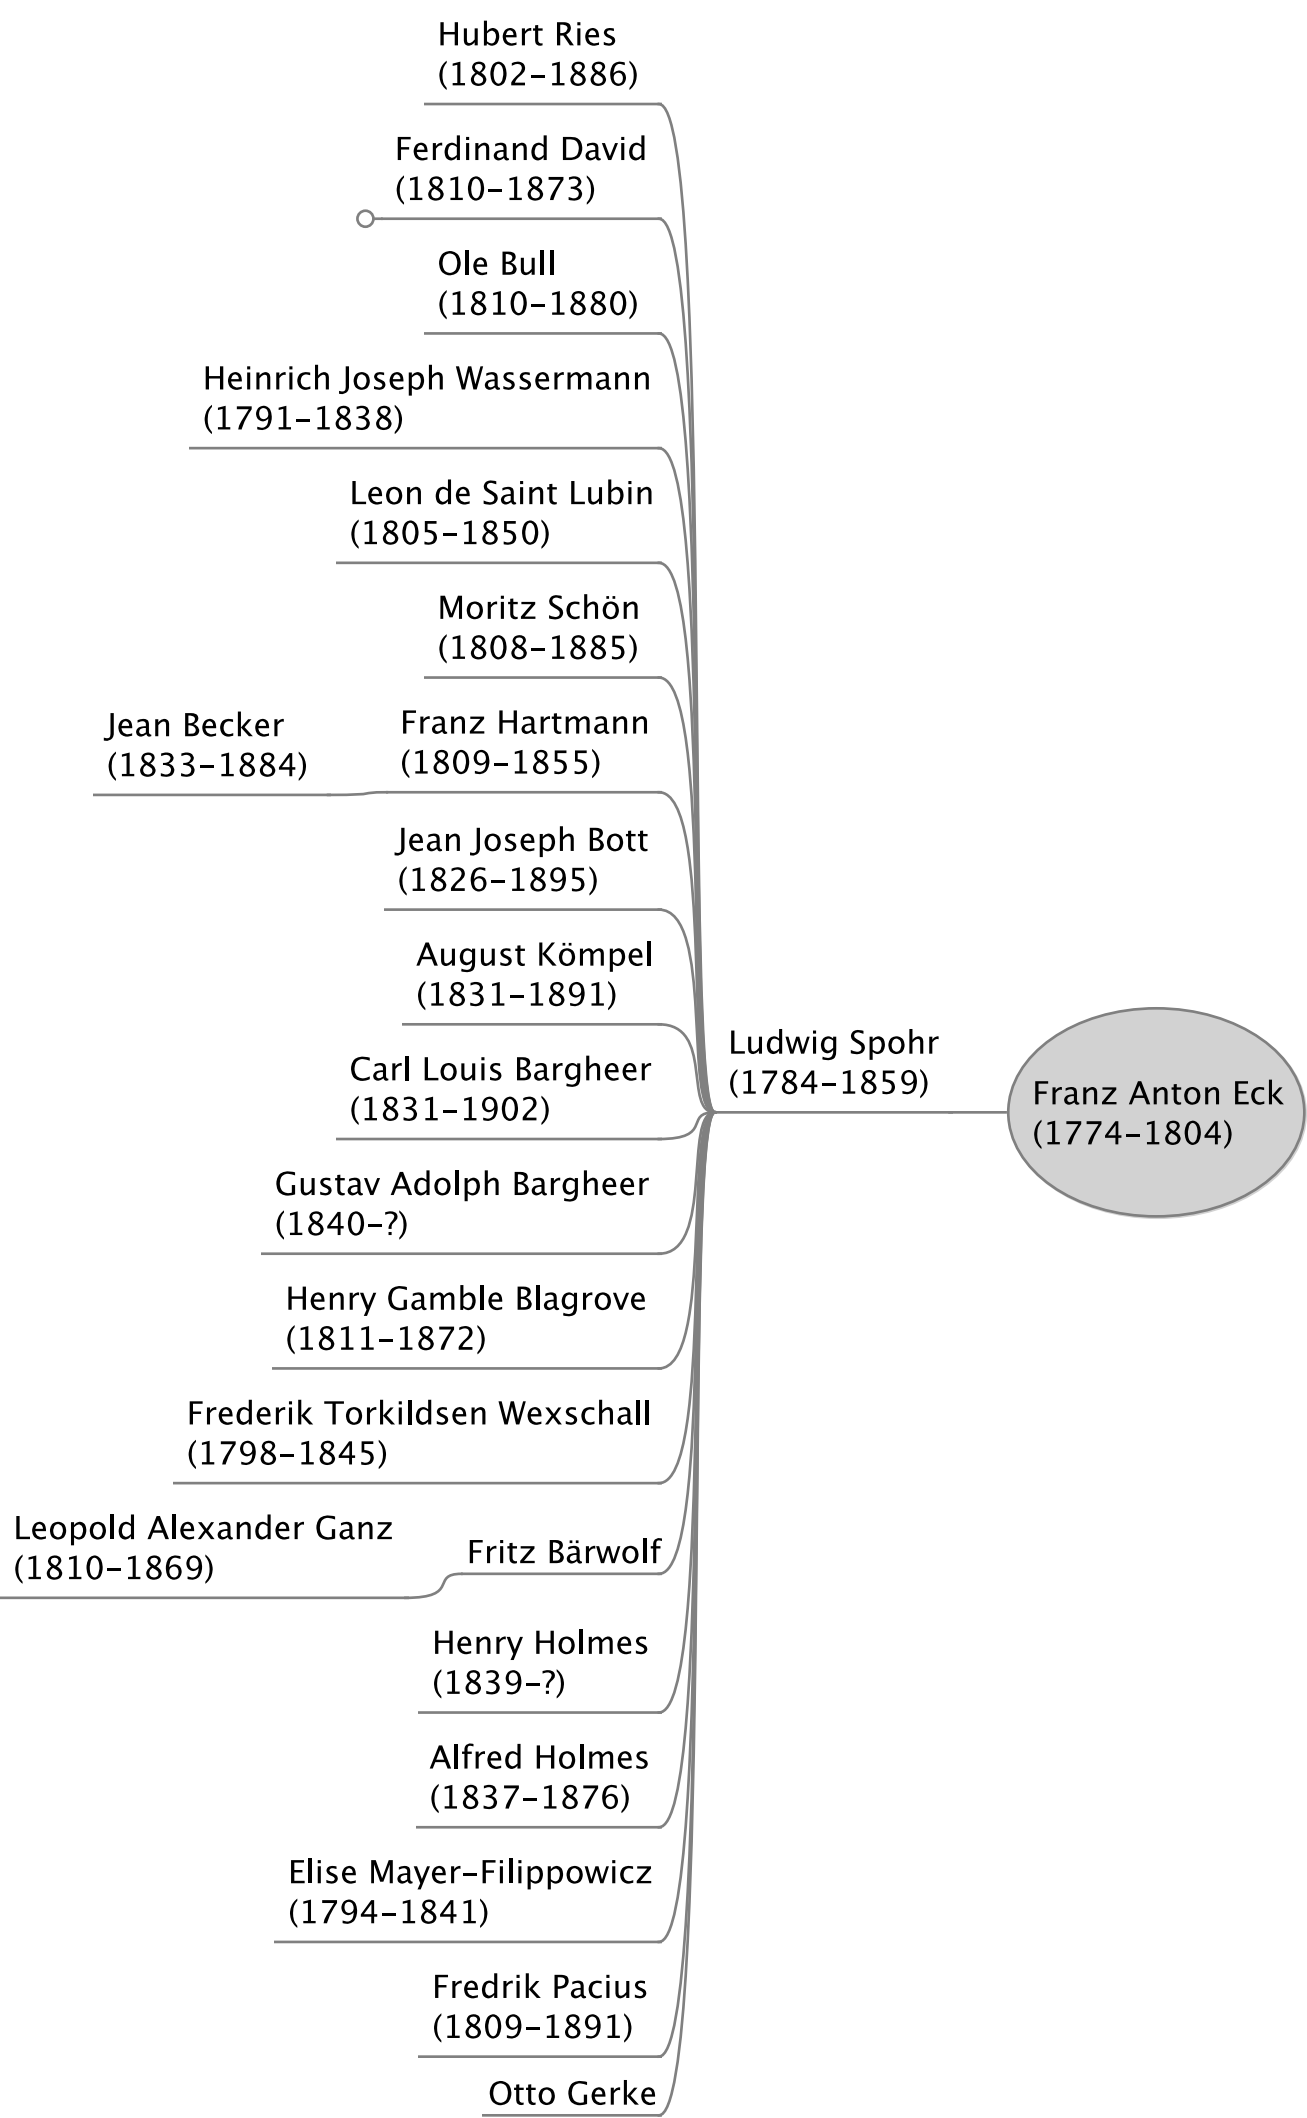 Hubert Ries
(1802–1886)
Ferdinand David
(1810–1873)
Ole Bull
(1810–1880)
Heinrich Joseph Wassermann
(1791–1838)
Leon de Saint Lubin
(1805–1850)
Moritz Schön
(1808–1885)
Jean Becker
(1833–1884)
Franz Hartmann
(1809–1855)
Jean Joseph Bott
(1826–1895)
August Kömpel
(1831–1891)
Carl Louis Bargheer
(1831–1902)
Gustav Adolph Bargheer
(1840–?)
Henry Gamble Blagrove
(1811–1872)
Frederik Torkildsen Wexschall
(1798–1845)
Leopold Alexander Ganz
(1810–1869)
Fritz Bärwolf
Henry Holmes
(1839–?)
Alfred Holmes
(1837–1876)
Elise Mayer–Filippowicz
(1794–1841)
Fredrik Pacius
(1809–1891)
Otto Gerke
Ludwig Spohr
(1784–1859)
Franz Anton Eck
(1774–1804)